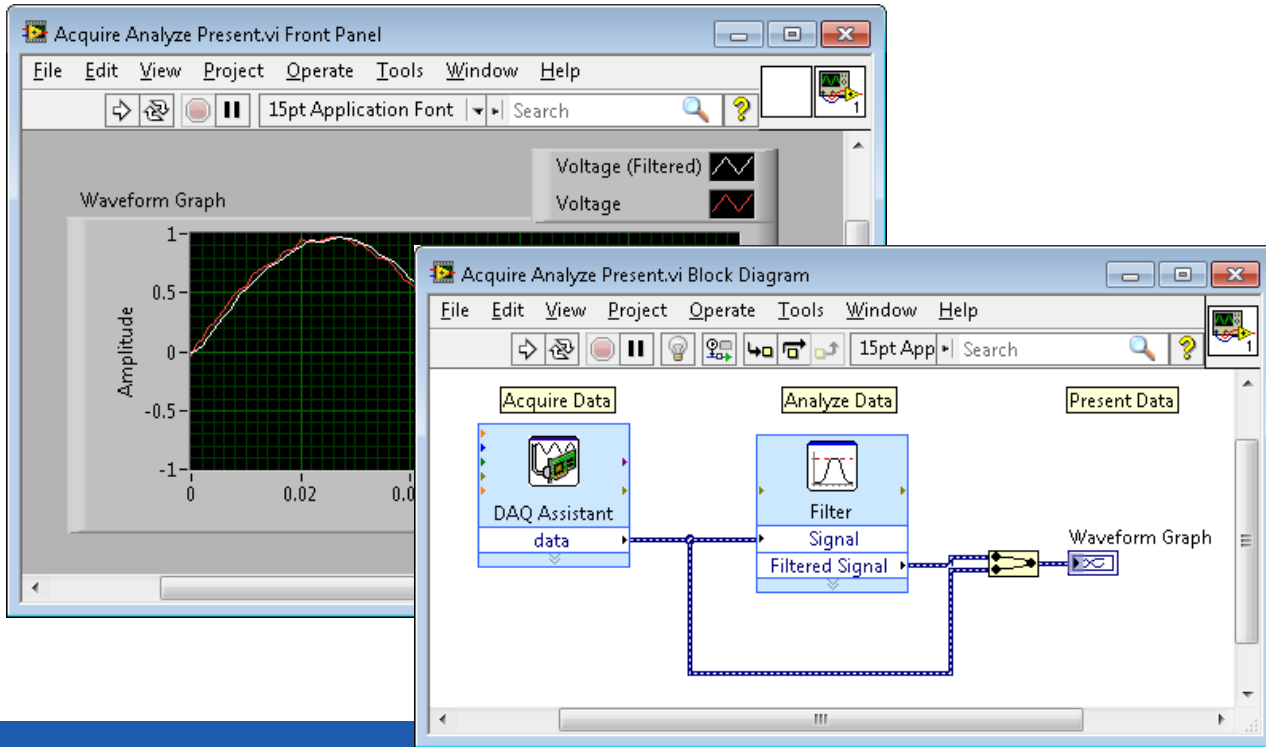 Acquire Analyze Present.vi Front Panel
File Edit View Project Operate Tools Window Help
15pt Application Font Search
1
Voltage (Filtered)
Voltage
Waveform Graph
1
0.5
0
-0.5
-1
Amplitude
0 0.02
Acquire Analyze Present.vi Block Diagram
File Edit View Project Operate Tools Window Help
15pt App Search
1
Acquire Data Analyze Data Present Data
DAQ Assistant
data
Filter
Signal
Filtered Signal
Waveform Graph